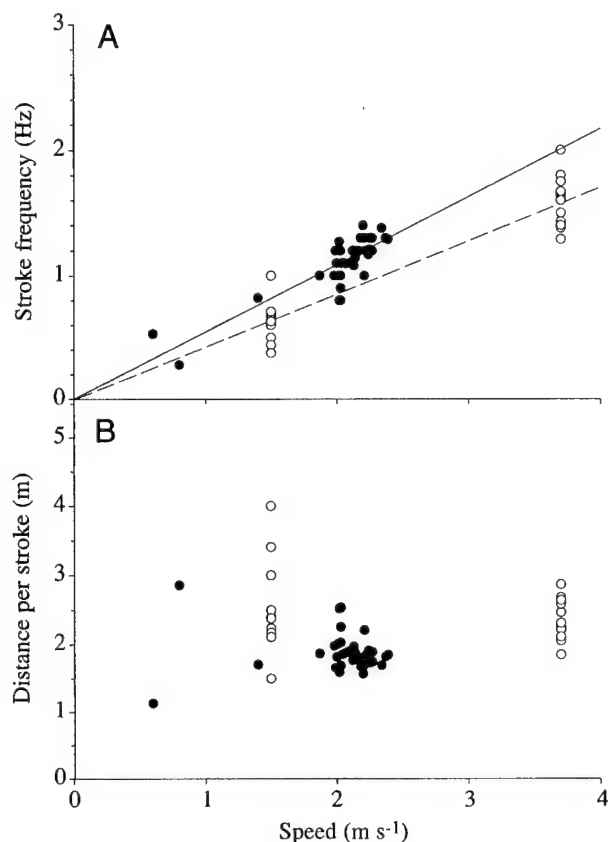 A
3
2
1
0
Stroke frequency (Hz)
B
5
4
3
2
1
0
Distance per stroke (m)
0 1 2 3 4
Speed (m s-1)